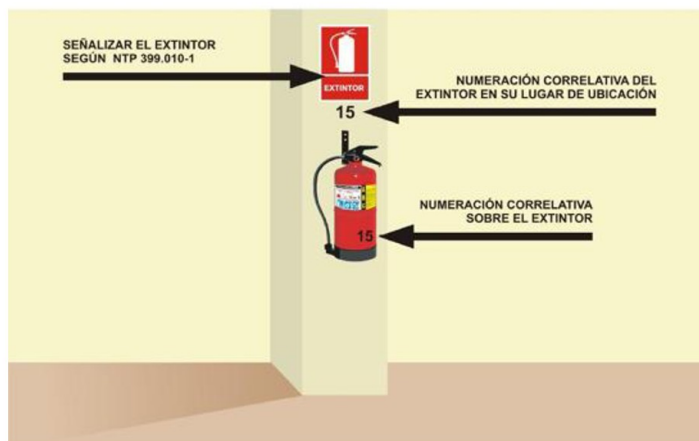 SEÑALIZAR EL EXTINTOR
SEGÚN NTP 399.010-1
EXTINTOR
NUMERACIÓN CORRELATIVA DEL
EXTINTOR EN SU LUGAR DE UBICACIÓN
15
NUMERACIÓN CORRELATIVA
SOBRE EL EXTINTOR
15